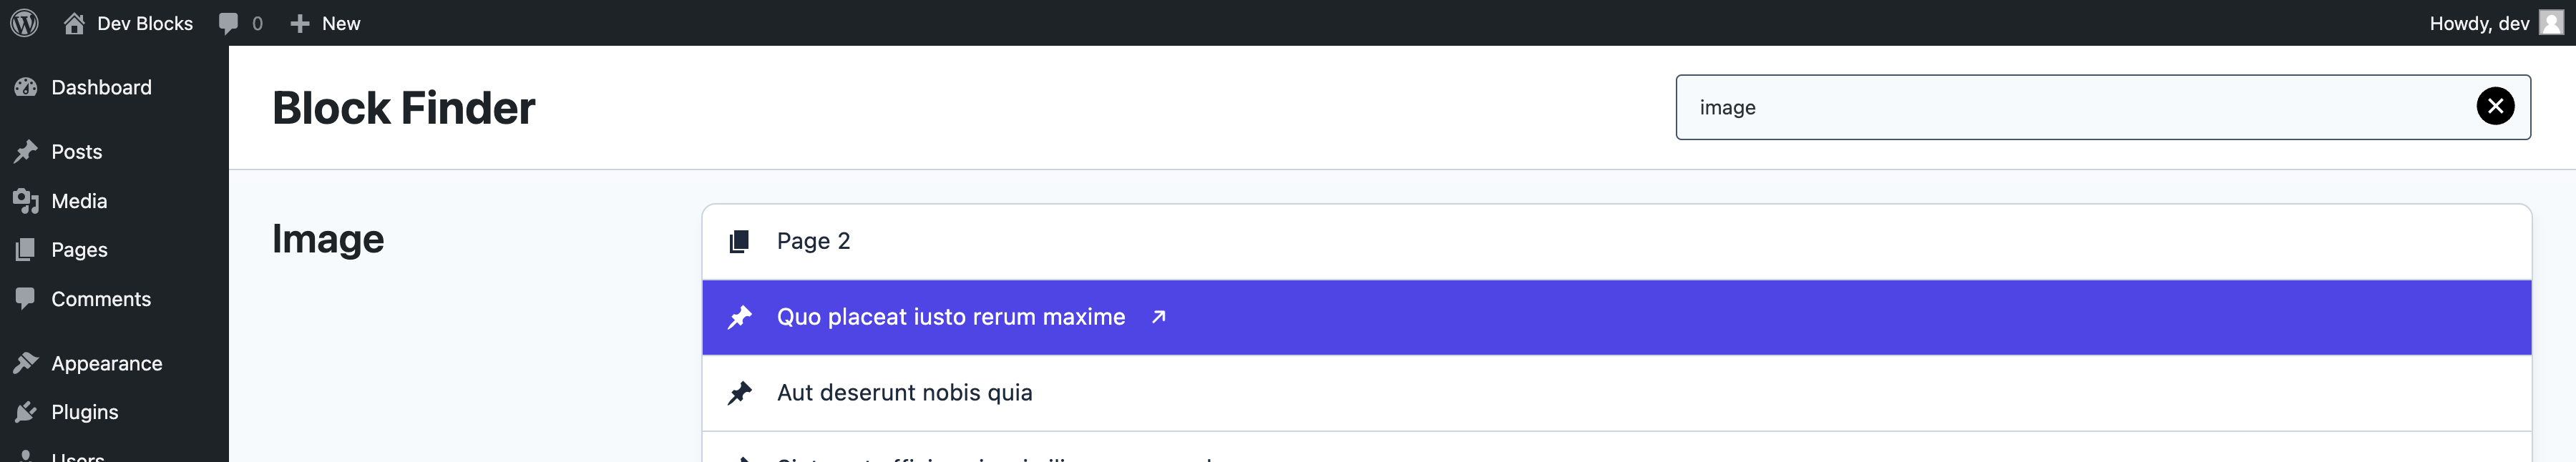 Dev Blocks 0 New Howdy, dev
Dashboard
Posts
Media
Pages
Comments
Appearance
Plugins
Users
Block Finder
image
Image
Page 2
Quo placeat iusto rerum maxime
Aut deserunt nobis quia